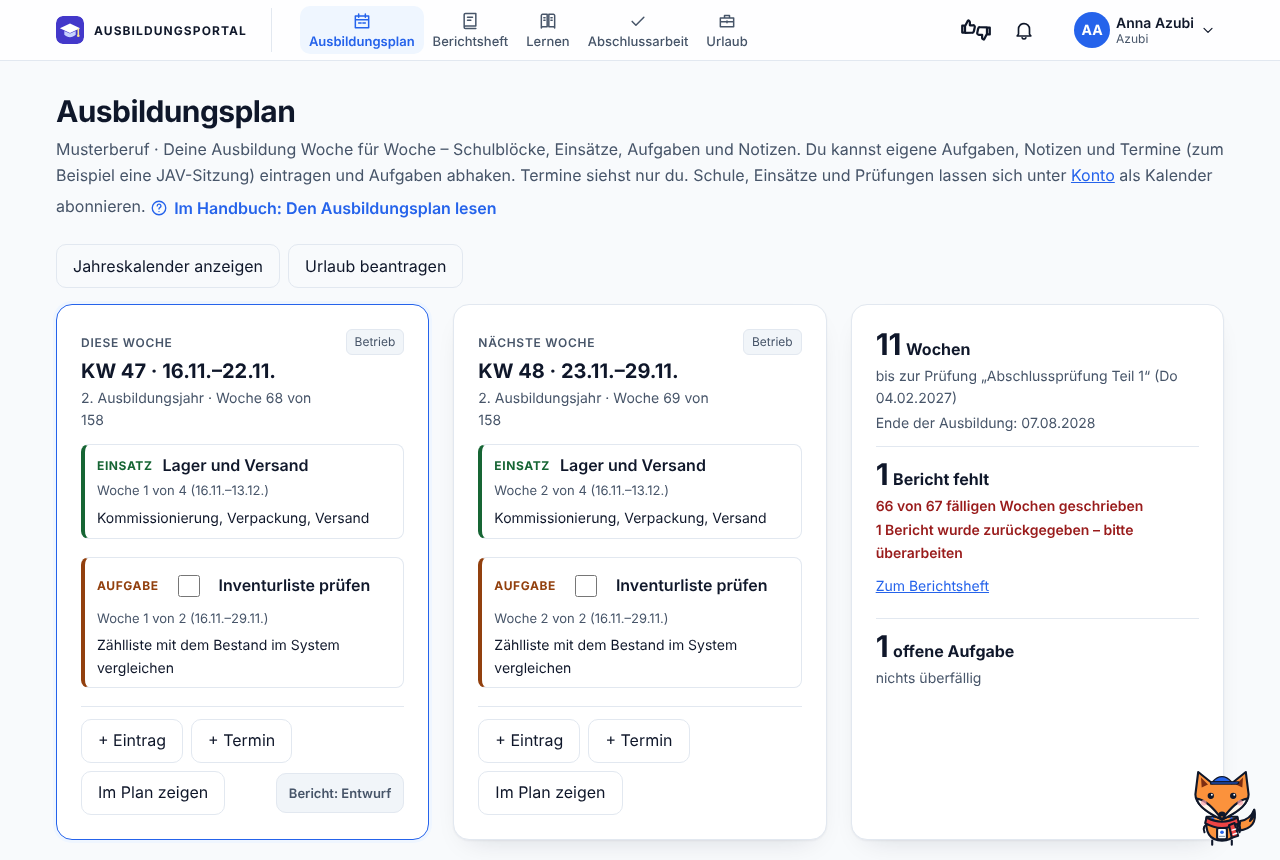 AUSBILDUNGSPORTAL
Ausbildungsplan
Berichtsheft
Lernen
Abschlussarbeit
Urlaub
AA
Anna Azubi
Azubi
Ausbildungsplan
Musterberuf · Deine Ausbildung Woche für Woche – Schulblöcke, Einsätze, Aufgaben und Notizen. Du kannst eigene Aufgaben, Notizen und Termine (zum
Beispiel eine JAV-Sitzung) eintragen und Aufgaben abhaken. Termine siehst nur du. Schule, Einsätze und Prüfungen lassen sich unter Konto als Kalender
abonnieren. Im Handbuch: Den Ausbildungsplan lesen
Jahreskalender anzeigen
Urlaub beantragen
DIESE WOCHE
Betrieb
KW 47 · 16.11.–22.11.
2. Ausbildungsjahr · Woche 68 von
158
EINSATZ Lager und Versand
Woche 1 von 4 (16.11.–13.12.)
Kommissionierung, Verpackung, Versand
AUFGABE Inventurliste prüfen
Woche 1 von 2 (16.11.–29.11.)
Zählliste mit dem Bestand im System
vergleichen
+ Eintrag
+ Termin
Im Plan zeigen
Bericht: Entwurf
NÄCHSTE WOCHE
Betrieb
KW 48 · 23.11.–29.11.
2. Ausbildungsjahr · Woche 69 von
158
EINSATZ Lager und Versand
Woche 2 von 4 (16.11.–13.12.)
Kommissionierung, Verpackung, Versand
AUFGABE Inventurliste prüfen
Woche 2 von 2 (16.11.–29.11.)
Zählliste mit dem Bestand im System
vergleichen
+ Eintrag
+ Termin
Im Plan zeigen
11 Wochen
bis zur Prüfung „Abschlussprüfung Teil 1“ (Do
04.02.2027)
Ende der Ausbildung: 07.08.2028
1 Bericht fehlt
66 von 67 fälligen Wochen geschrieben
1 Bericht wurde zurückgegeben – bitte
überarbeiten
Zum Berichtsheft
1 offene Aufgabe
nichts überfällig